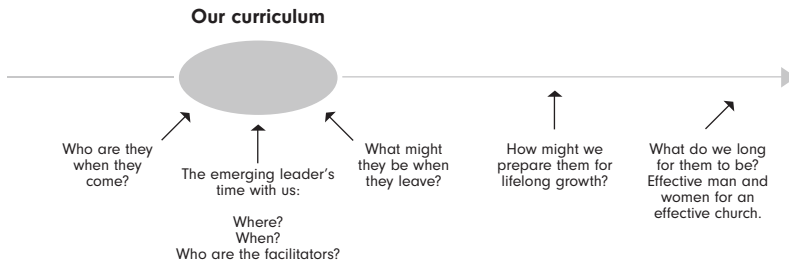 Our curriculum
Who are they
when they
come?
The emerging leader's
time with us:
Where?
When?
Who are the facilitators?
What might
they be when
they leave?
How might we
prepare them for
lifelong growth?
What do we long
for them to be?
Effective man and
women for an
effective church.